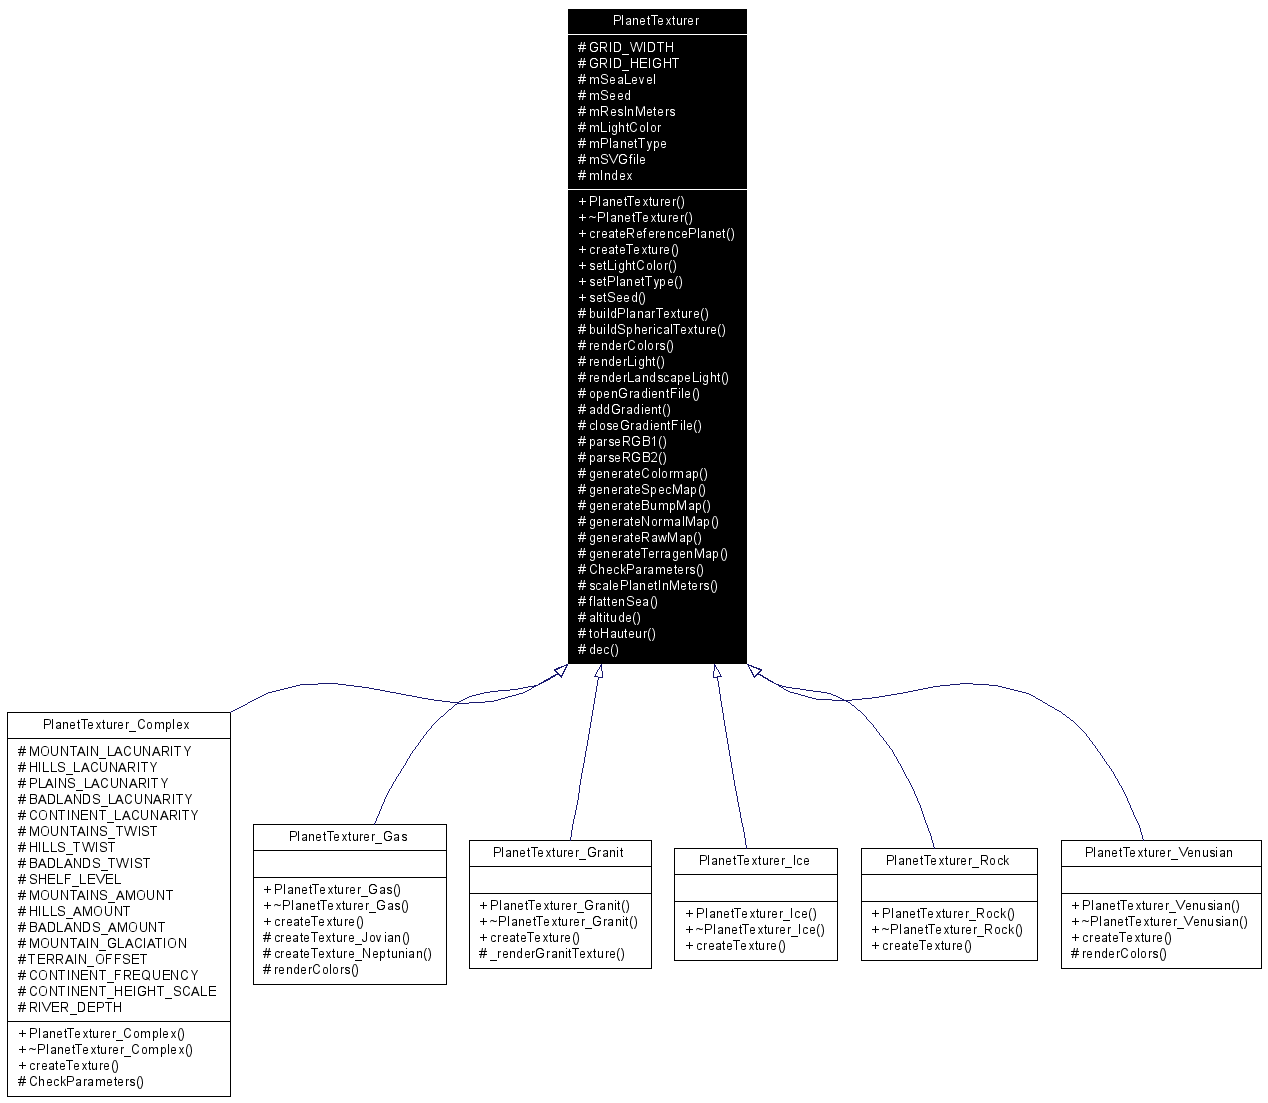 PlanetTexturer
# GRID_WIDTH
# GRID_HEIGHT
# mSeaLevel
# mSeed
# mResInMeters
# mLightColor
# mPlanetType
# mSVGfile
# mIndex
+ PlanetTexturer()
+ ~PlanetTexturer()
+ createReferencePlanet()
+ createTexture()
+ setLightColor()
+ setPlanetType()
+ setSeed()
# buildPlanarTexture()
# buildSphericalTexture()
# renderColors()
# renderLight()
# renderLandscapeLight()
# openGradientFile()
# addGradient()
# closeGradientFile()
# parseRGB1()
# parseRGB2()
# generateColormap()
# generateSpecMap()
# generateBumpMap()
# generateNormalMap()
# generateRawMap()
# generateTerragenMap()
# CheckParameters()
# scalePlanetInMeters()
# flattenSea()
# altitude()
# toHauteur()
# dec()
PlanetTexturer_Complex
# MOUNTAIN_LACUNARITY
# HILLS_LACUNARITY
# PLAINS_LACUNARITY
# BADLANDS_LACUNARITY
# CONTINENT_LACUNARITY
# MOUNTAINS_TWIST
# HILLS_TWIST
# BADLANDS_TWIST
# SHELF_LEVEL
# MOUNTAINS_AMOUNT
# HILLS_AMOUNT
# BADLANDS_AMOUNT
# MOUNTAIN_GLACIATION
# TERRAIN_OFFSET
# CONTINENT_FREQUENCY
# CONTINENT_HEIGHT_SCALE
# RIVER_DEPTH
+ PlanetTexturer_Complex()
+ ~PlanetTexturer_Complex()
+ createTexture()
# CheckParameters()
PlanetTexturer_Gas
+ PlanetTexturer_Gas()
+ ~PlanetTexturer_Gas()
+ createTexture()
# createTexture_Jovian()
# createTexture_Neptunian()
# renderColors()
PlanetTexturer_Granit
+ PlanetTexturer_Granit()
+ ~PlanetTexturer_Granit()
+ createTexture()
# _renderGranitTexture()
PlanetTexturer_Ice
+ PlanetTexturer_Ice()
+ ~PlanetTexturer_Ice()
+ createTexture()
PlanetTexturer_Rock
+ PlanetTexturer_Rock()
+ ~PlanetTexturer_Rock()
+ createTexture()
PlanetTexturer_Venusian
+ PlanetTexturer_Venusian()
+ ~PlanetTexturer_Venusian()
+ createTexture()
# renderColors()